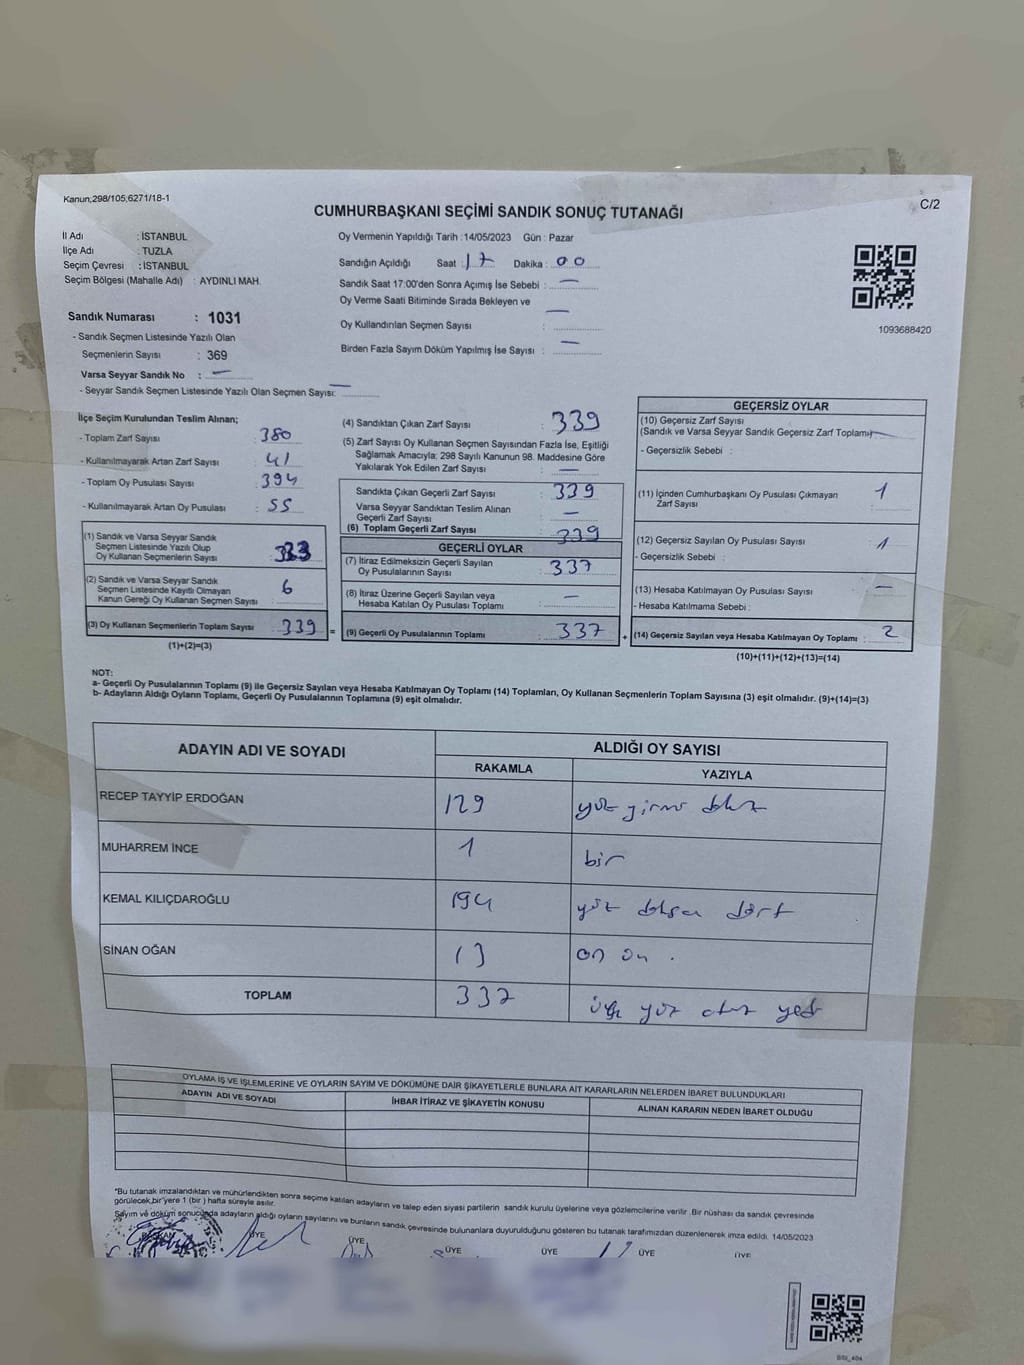 Kanun;298/105;6271/18-1
C/2
CUMHURBAŞKANI SEÇİMİ SANDIK SONUÇ TUTANAĞI
İl Adı : İSTANBUL
İlçe Adı : TUZLA
Seçim Çevresi : İSTANBUL
Seçim Bölgesi (Mahalle Adı) : AYDINLI MAH.
Oy Vermenin Yapıldığı Tarih :14/05/2023 Gün : Pazar
Sandığın Açıldığı Saat : 17 Dakika : 00
Sandık Saat 17:00'den Sonra Açımış İse Sebebi : —
Oy Verme Saati Bitiminde Sırada Bekleyen ve
Oy Kullandırılan Seçmen Sayısı : —
Birden Fazla Sayım Döküm Yapılmış İse Sayısı : —
1093688420
Sandık Numarası : 1031
- Sandık Seçmen Listesinde Yazılı Olan
Seçmenlerin Sayısı : 369
Varsa Seyyar Sandık No : —
- Seyyar Sandık Seçmen Listesinde Yazılı Olan Seçmen Sayısı: —
İlçe Seçim Kurulundan Teslim Alınan;
- Toplam Zarf Sayısı : 380
- Kullanılmayarak Artan Zarf Sayısı : 41
- Toplam Oy Pusulası Sayısı : 394
- Kullanılmayarak Artan Oy Pusulası : 55
(1) Sandık ve Varsa Seyyar Sandık
Seçmen Listesinde Yazılı Olup
Oy Kullanan Seçmenlerin Sayısı : 333
(2) Sandık ve Varsa Seyyar Sandık
Seçmen Listesinde Kayıtlı Olmayan
Kanun Gereği Oy Kullanan Seçmen Sayısı : 6
(3) Oy Kullanan Seçmenlerin Toplam Sayısı : 339 =
(1)+(2)=(3)
(4) Sandıktan Çıkan Zarf Sayısı : 339
(5) Zarf Sayısı Oy Kullanan Seçmen Sayısından Fazla İse, Eşitliği
Sağlamak Amacıyla; 298 Sayılı Kanunun 98. Maddesine Göre
Yakılarak Yok Edilen Zarf Sayısı : —
Sandıkta Çıkan Geçerli Zarf Sayısı : 339
Varsa Seyyar Sandıktan Teslim Alınan
Geçerli Zarf Sayısı : —
(6) Toplam Geçerli Zarf Sayısı : 339
GEÇERLİ OYLAR
(7) İtiraz Edilmeksizin Geçerli Sayılan
Oy Pusulalarının Sayısı : 337
(8) İtiraz Üzerine Geçerli Sayılan veya
Hesaba Katılan Oy Pusulası Toplamı : —
(9) Geçerli Oy Pusulalarının Toplamı : 337 +
GEÇERSİZ OYLAR
(10) Geçersiz Zarf Sayısı
(Sandık ve Varsa Seyyar Sandık Geçersiz Zarf Toplamı) —
- Geçersizlik Sebebi :
(11) İçinden Cumhurbaşkanı Oy Pusulası Çıkmayan
Zarf Sayısı : 1
(12) Geçersiz Sayılan Oy Pusulası Sayısı : 1
- Geçersizlik Sebebi :
(13) Hesaba Katılmayan Oy Pusulası Sayısı : —
- Hesaba Katılmama Sebebi :
(14) Geçersiz Sayılan veya Hesaba Katılmayan Oy Toplamı : 2
(10)+(11)+(12)+(13)=(14)
NOT:
a- Geçerli Oy Pusulalarının Toplamı (9) ile Geçersiz Sayılan veya Hesaba Katılmayan Oy Toplamı (14) Toplamları, Oy Kullanan Seçmenlerin Toplam Sayısına (3) eşit olmalıdır. (9)+(14)=(3)
b- Adayların Aldığı Oyların Toplamı, Geçerli Oy Pusulalarının Toplamına (9) eşit olmalıdır.
ADAYIN ADI VE SOYADI
ALDIĞI OY SAYISI
RAKAMLA YAZIYLA
RECEP TAYYİP ERDOĞAN 129 yüz yirmi dokuz
MUHARREM İNCE 1 bir
KEMAL KILIÇDAROĞLU 194 yüz doksan dört
SİNAN OĞAN 13 on
TOPLAM 337 üç yüz otuz yedi
OYLAMA İŞ VE İŞLEMLERİNE VE OYLARIN SAYIM VE DÖKÜMÜNE DAİR ŞİKAYETLERLE BUNLARA AİT KARARLARIN NELERDEN İBARET BULUNDUKLARI
ADAYIN ADI VE SOYADI İHBAR İTİRAZ VE ŞİKAYETİN KONUSU ALINAN KARARIN NEDEN İBARET OLDUĞU
*Bu tutanak imzalandıktan ve mühürlendikten sonra seçime katılan adayların ve talep eden siyasi partilerin sandık kurulu üyelerine veya gözlemcilerine verilir .Bir nüshası da sandık çevresinde
görülecek bir yere 1 (bir ) hafta süreyle asılır.
Sayım ve döküm sonucunda adayların aldığı oyların sayılarını ve bunların sandık çevresinde bulunanlara duyurulduğunu gösteren bu tutanak tarafımızdan düzenlenerek imza edildi. 14/05/2023
BAŞKAN ÜYE ÜYE ÜYE ÜYE ÜYE ÜYE